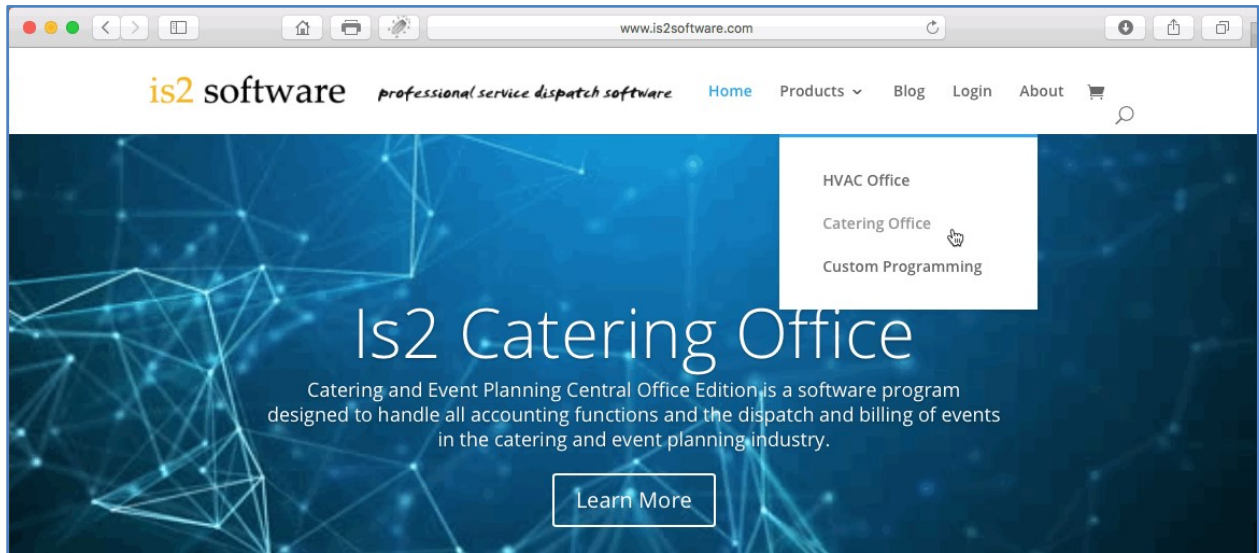 www.is2software.com
is2 software professional service dispatch software Home Products Blog Login About
HVAC Office
Catering Office
Custom Programming
Is2 Catering Office
Catering and Event Planning Central Office Edition is a software program
designed to handle all accounting functions and the dispatch and billing of events
in the catering and event planning industry.
Learn More